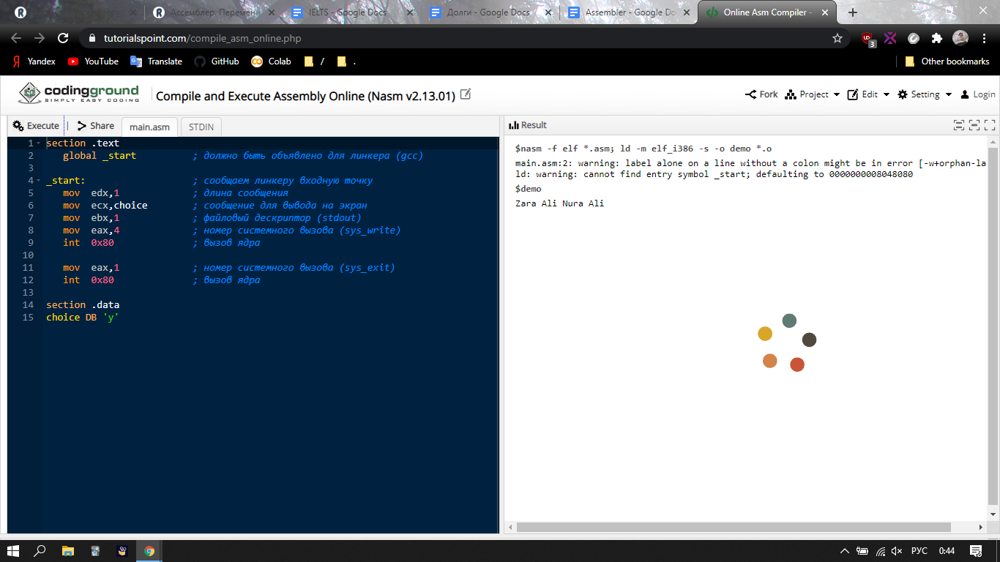 Ассемблер. Перемен
IELTS - Google Docs
Долги - Google Docs
Assembler - Google Do
Online Asm Compiler -
tutorialspoint.com/compile_asm_online.php
3
Yandex YouTube Translate GitHub Colab / . Other bookmarks
codingground
SIMPLY EASY CODING
Compile and Execute Assembly Online (Nasm v2.13.01)
Fork Project Edit Setting Login
Execute Share main.asm STDIN
Result
1 section .text
2 global _start ; должно быть объявлено для линкера (gcc)
3
4 _start: ; сообщаем линкеру входную точку
5 mov edx,1 ; длина сообщения
6 mov ecx,choice ; сообщение для вывода на экран
7 mov ebx,1 ; файловый дескриптор (stdout)
8 mov eax,4 ; номер системного вызова (sys_write)
9 int 0x80 ; вызов ядра
10
11 mov eax,1 ; номер системного вызова (sys_exit)
12 int 0x80 ; вызов ядра
13
14 section .data
15 choice DB 'y'
$nasm -f elf *.asm; ld -m elf_i386 -s -o demo *.o
main.asm:2: warning: label alone on a line without a colon might be in error [-w+orphan-la
ld: warning: cannot find entry symbol _start; defaulting to 0000000008048080
$demo
Zara Ali Nura Ali
РУС 0:44